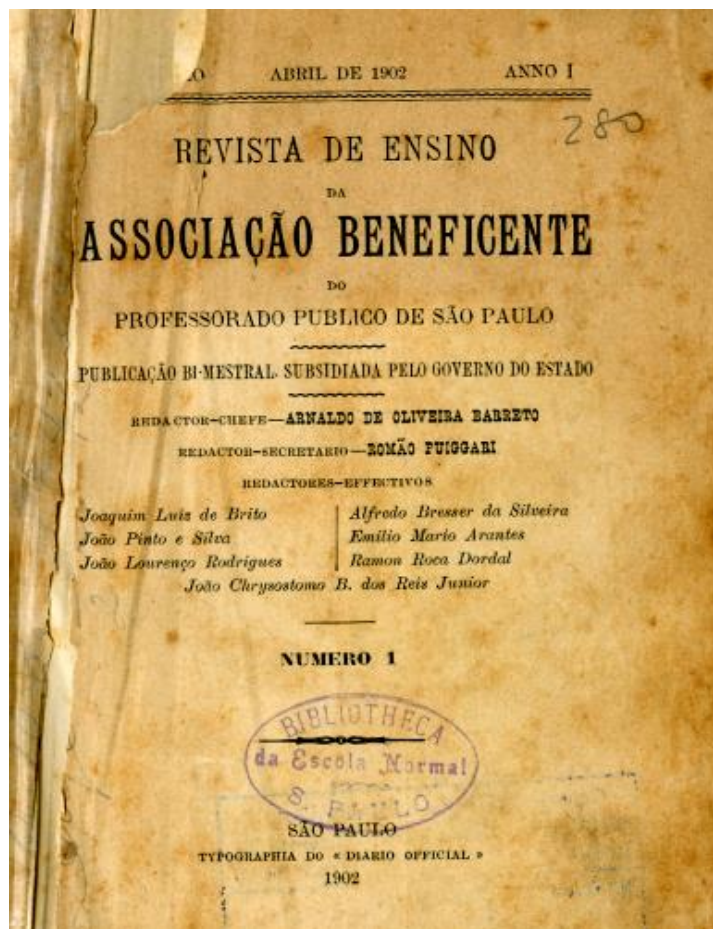 ABRIL DE 1902 ANNO I
280
REVISTA DE ENSINO
DA
ASSOCIAÇÃO BENEFICENTE
DO
PROFESSORADO PUBLICO DE SÃO PAULO
PUBLICAÇÃO BI-MESTRAL. SUBSIDIADA PELO GOVERNO DO ESTADO
REDACTOR-CHEFE—ARNALDO DE OLIVEIRA BARRETO
REDACTOR-SECRETARIO—ROMÃO PUIGGARI
REDACTORES-EFFECTIVOS
Joaquim Luiz de Brito Alfredo Bresser da Silveira
João Pinto e Silva Emilio Mario Arantes
João Lourenço Rodrigues Ramon Roca Dordal
João Chrysostomo B. dos Reis Junior
NUMERO 1
BIBLIOTHECA
da Escola Normal
S. PAULO
SÃO PAULO
TYPOGRAPHIA DO « DIARIO OFFICIAL »
1902